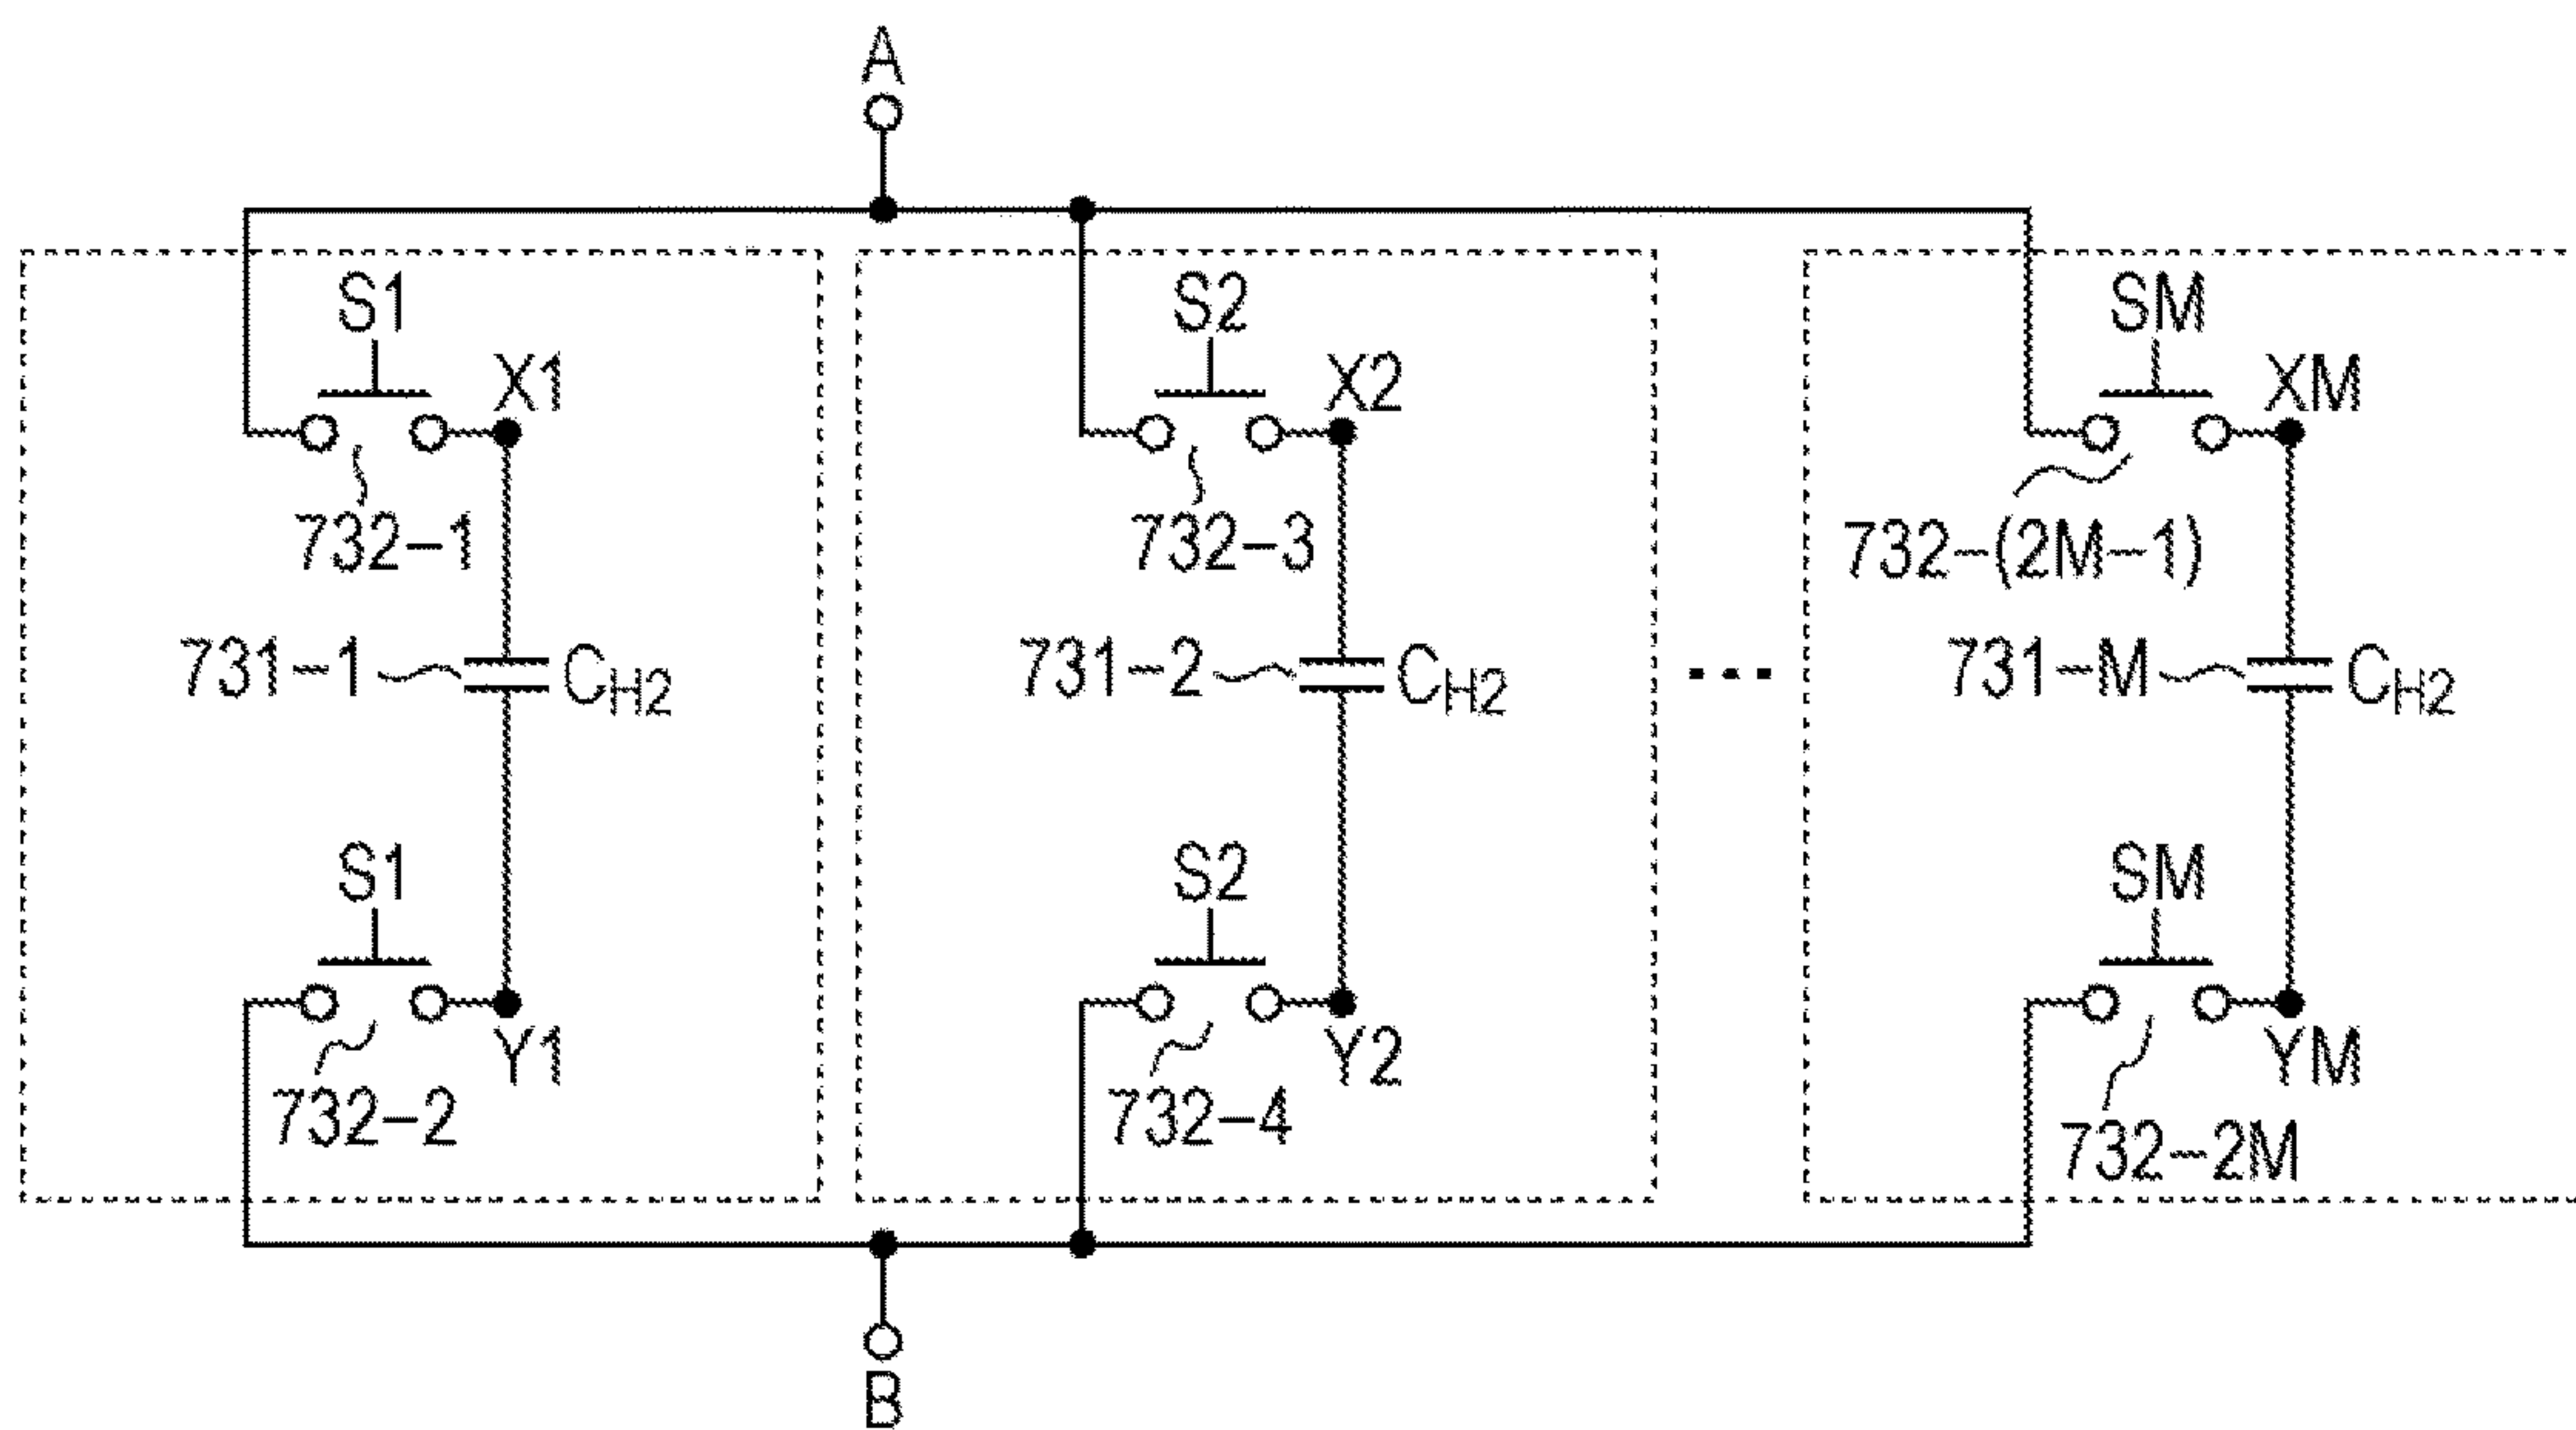 A
S1
X1
732-1
731-1
CH2
S1
Y1
732-2
S2
X2
732-3
731-2
CH2
S2
Y2
732-4
...
SM
XM
732-(2M-1)
731-M
CH2
SM
YM
732-2M
B